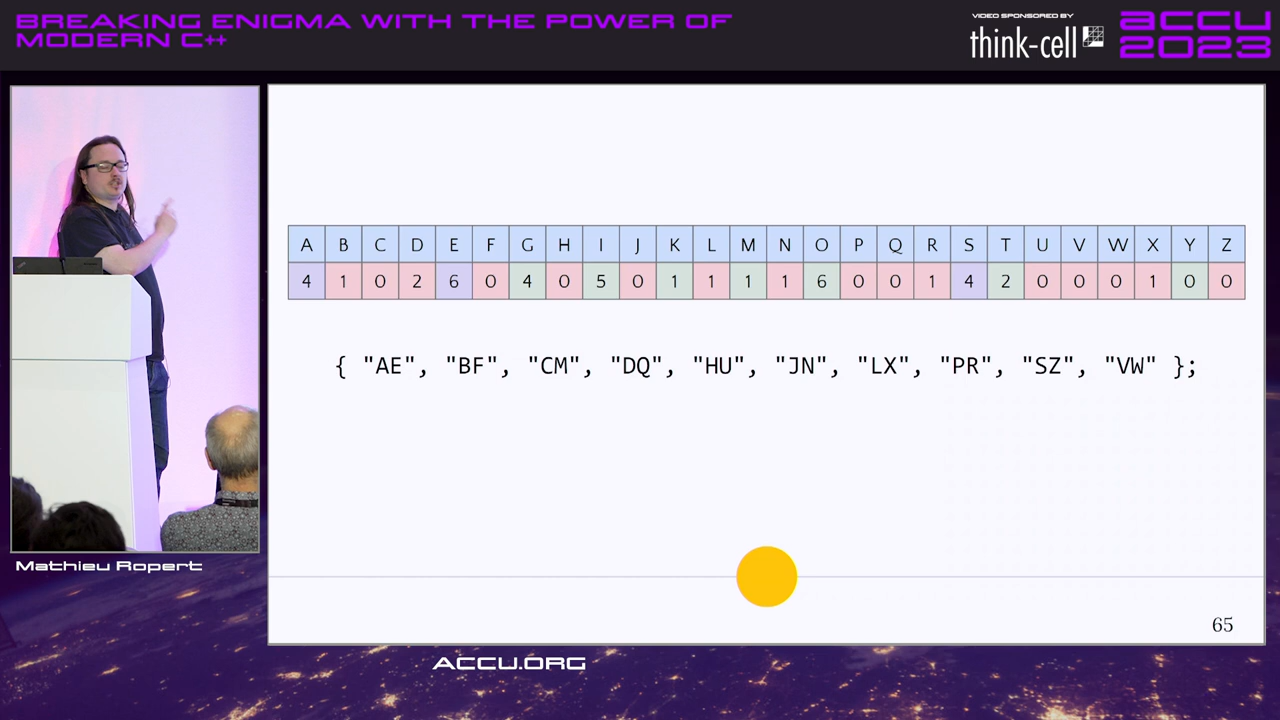 BREAKING ENIGMA WITH THE POWER OF
MODERN C++
VIDEO SPONSORED BY
think-cell
accu
2023
A B C D E F G H I J K L M N O P Q R S T U V W X Y Z
4 1 0 2 6 0 4 0 5 0 1 1 1 1 6 0 0 1 4 2 0 0 0 1 0 0
{ "AE", "BF", "CM", "DQ", "HU", "JN", "LX", "PR", "SZ", "VW" };
65
Mathieu Ropert
ACCU.ORG